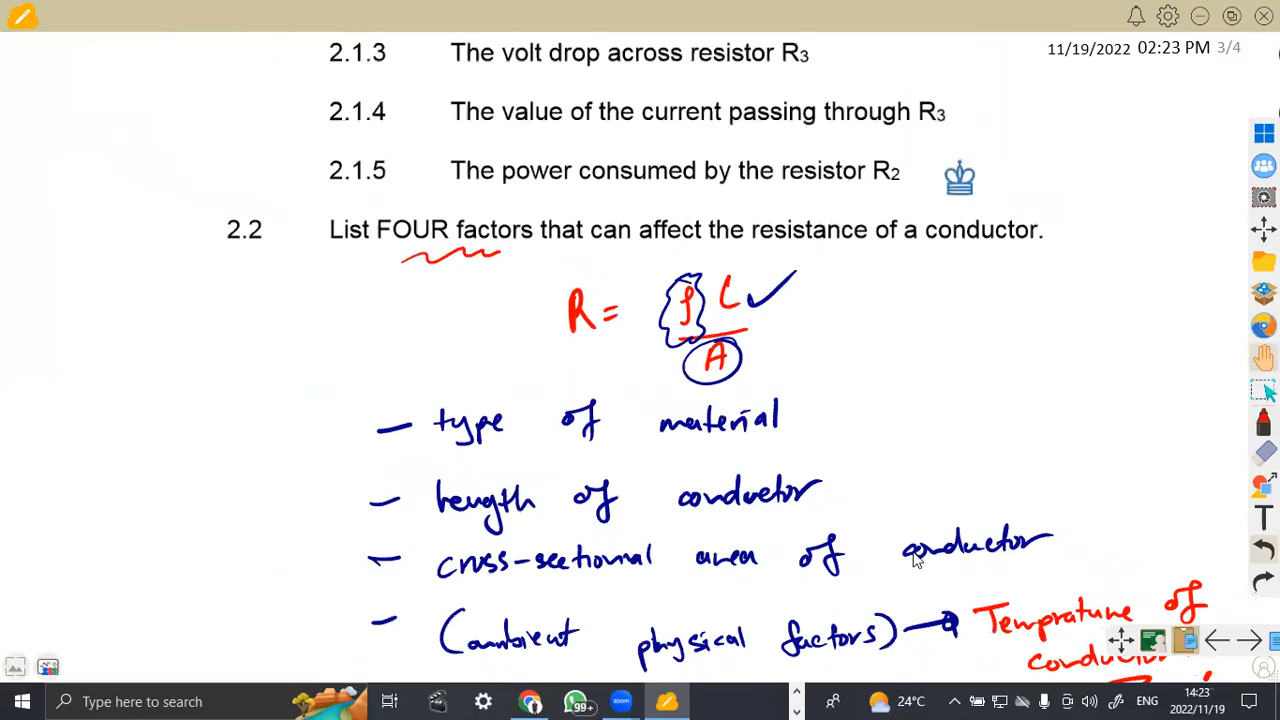 11/19/2022 02:23 PM 3/4
2.1.3 The volt drop across resistor R3
2.1.4 The value of the current passing through R3
2.1.5 The power consumed by the resistor R2
2.2 List FOUR factors that can affect the resistance of a conductor.
R = ρ L
A
– type of material
– length of conductor
– cross-sectional area of conductor
– (ambient physical factors) → Temprature of
conductor
T
Type here to search
99+
zoom
24°C
ENG
14:23
2022/11/19